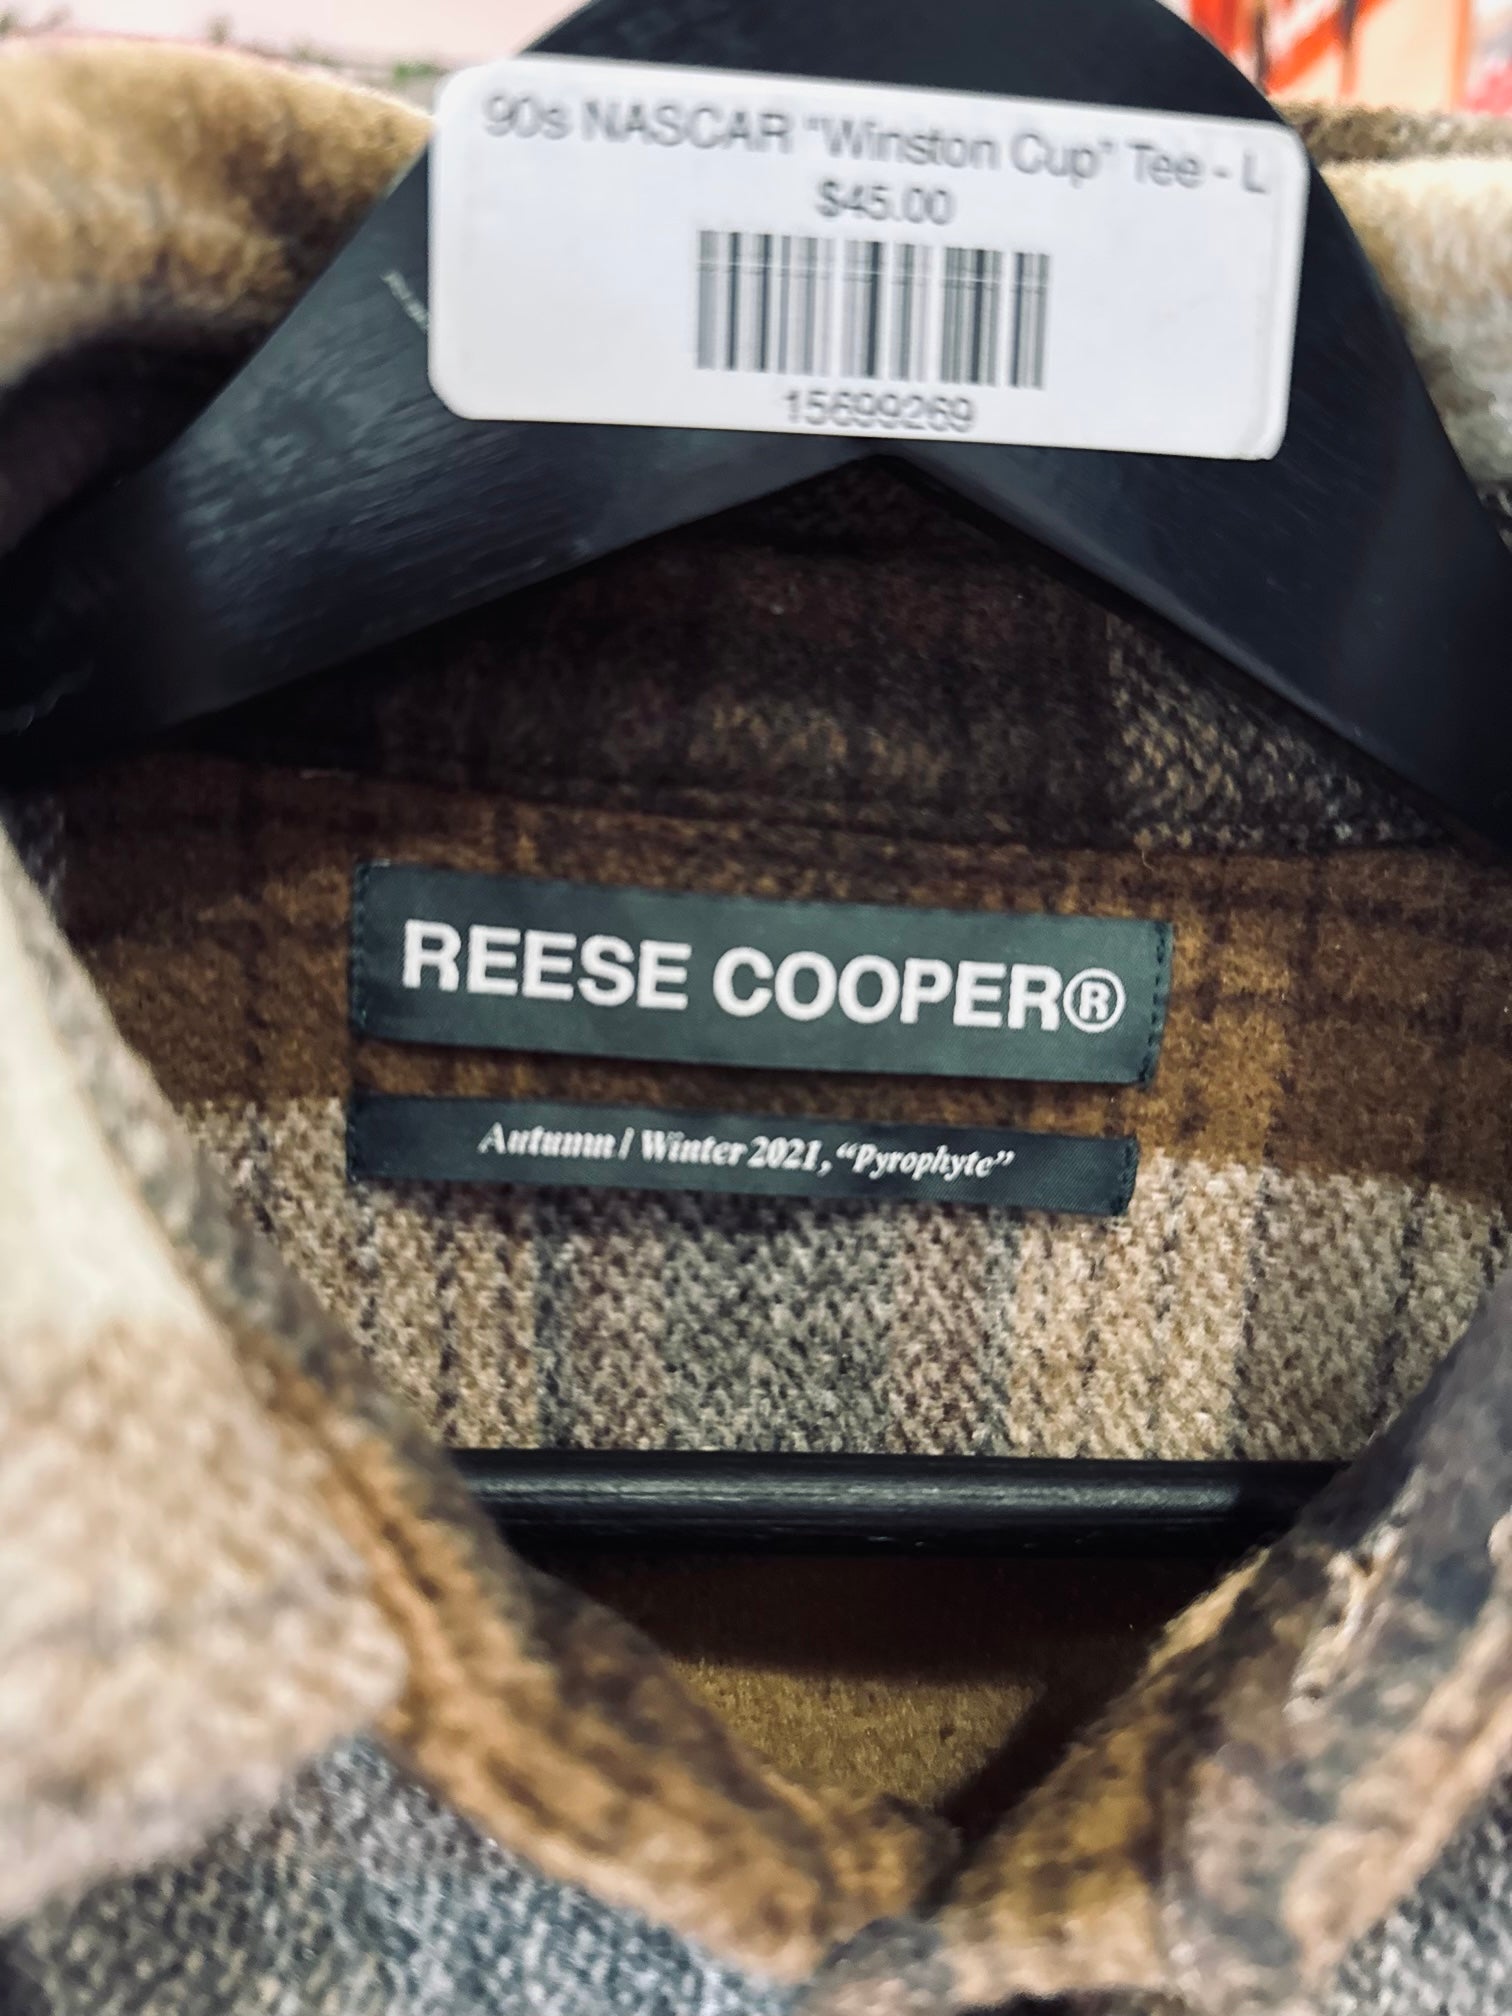 90s NASCAR "Winston Cup" Tee - L
$45.00
15699269
REESE COOPER®
Autumn / Winter 2021, “Pyrophyte”